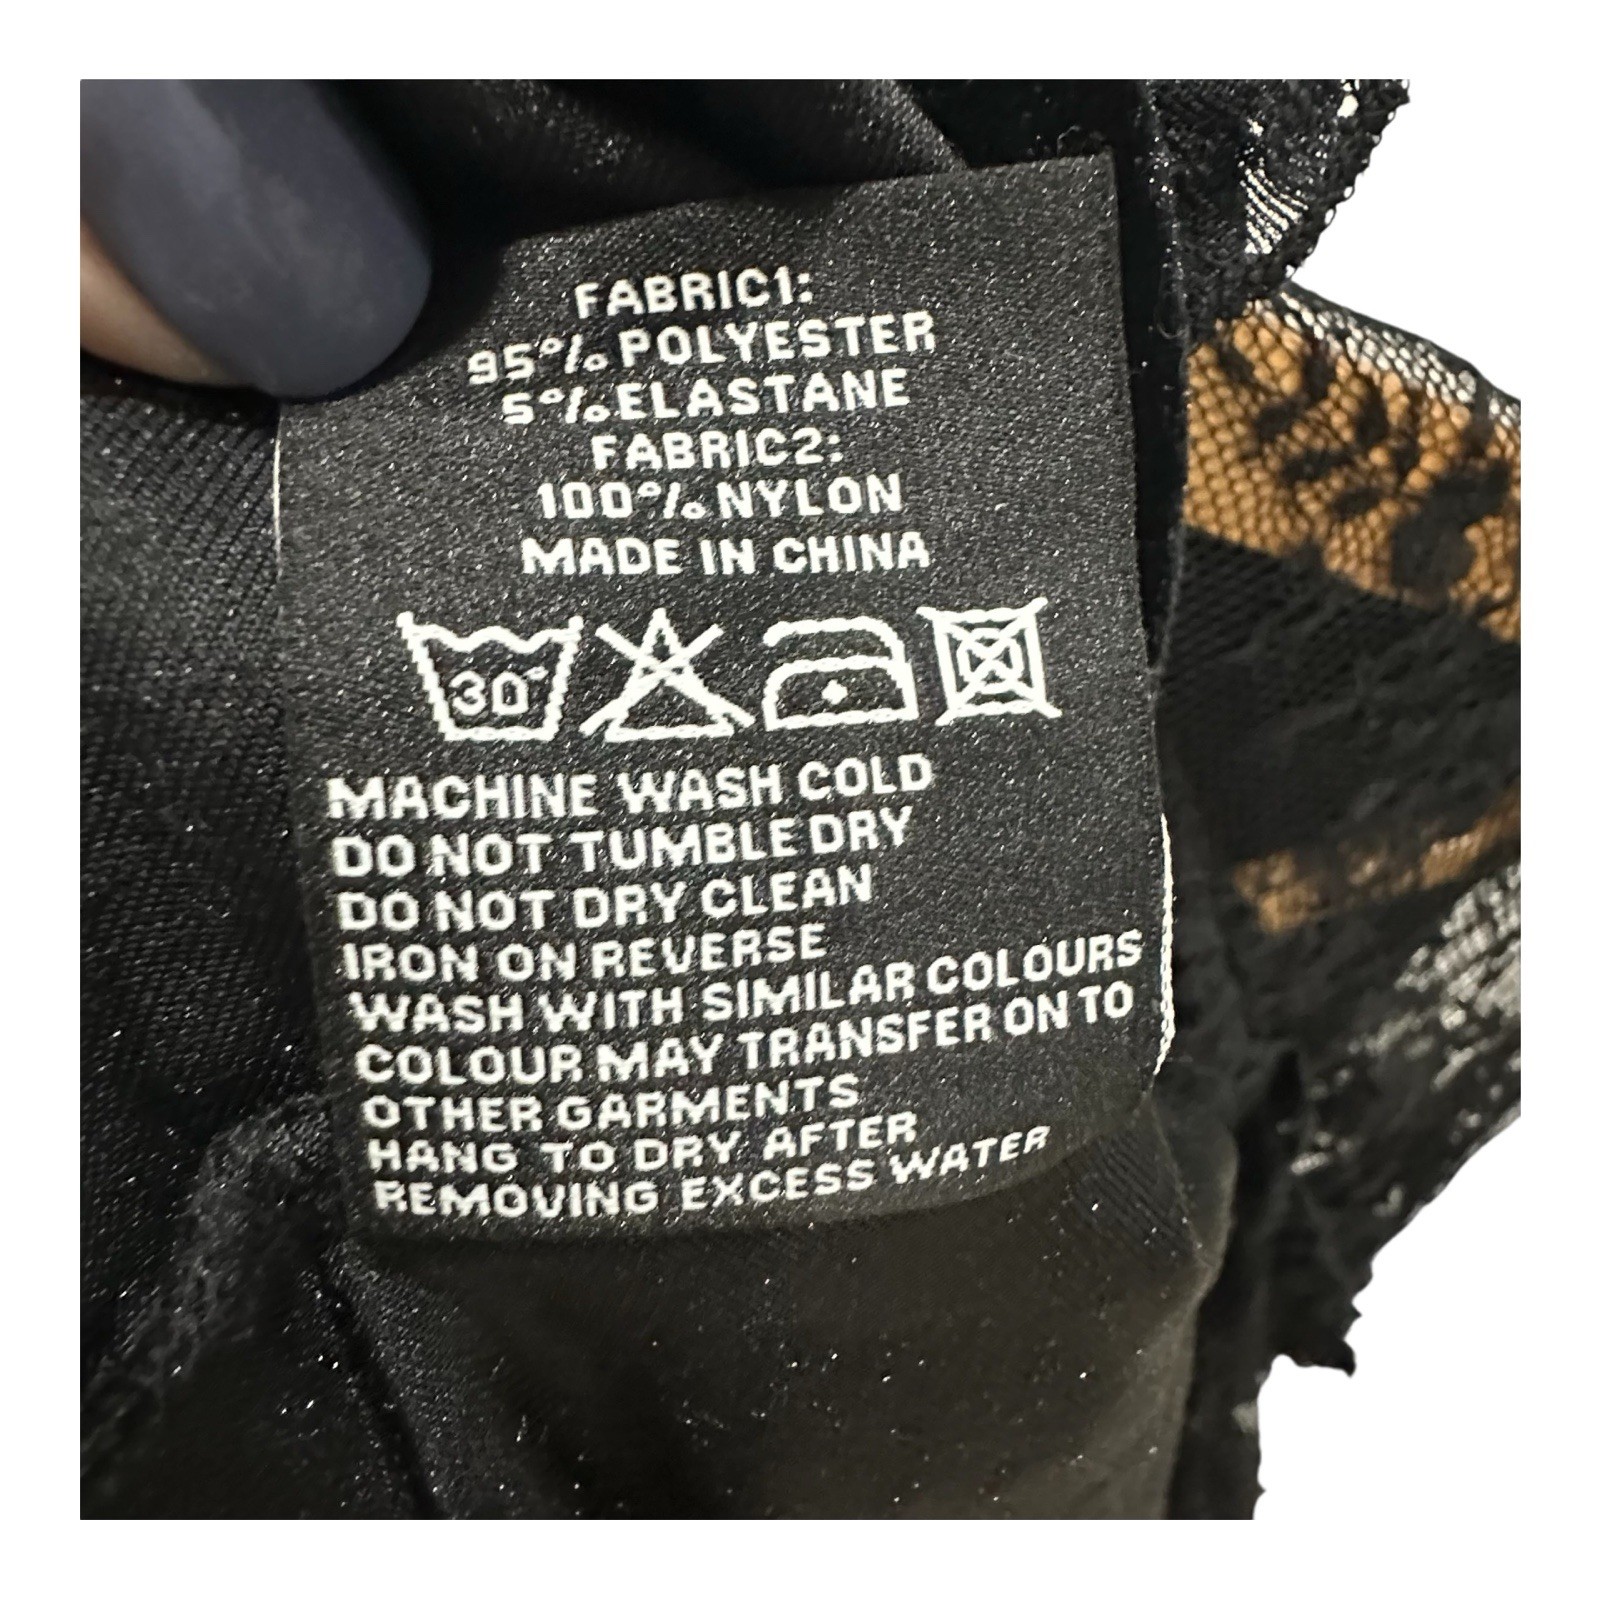 FABRIC1:
95% POLYESTER
5% ELASTANE
FABRIC2:
100% NYLON
MADE IN CHINA
30°
MACHINE WASH COLD
DO NOT TUMBLE DRY
DO NOT DRY CLEAN
IRON ON REVERSE
WASH WITH SIMILAR COLOURS
COLOUR MAY TRANSFER ON TO
OTHER GARMENTS
HANG TO DRY AFTER
REMOVING EXCESS WATER